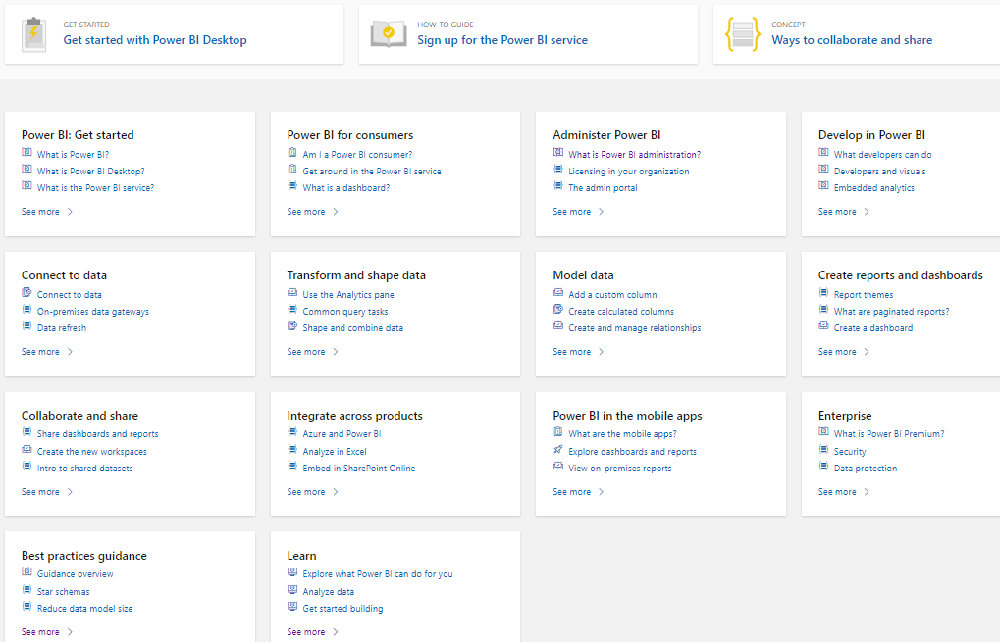 GET STARTED
Get started with Power BI Desktop
HOW-TO GUIDE
Sign up for the Power BI service
CONCEPT
Ways to collaborate and share
Power BI: Get started
What is Power BI?
What is Power BI Desktop?
What is the Power BI service?
See more
Power BI for consumers
Am I a Power BI consumer?
Get around in the Power BI service
What is a dashboard?
See more
Administer Power BI
What is Power BI administration?
Licensing in your organization
The admin portal
See more
Develop in Power BI
What developers can do
Developers and visuals
Embedded analytics
See more
Connect to data
Connect to data
On-premises data gateways
Data refresh
See more
Transform and shape data
Use the Analytics pane
Common query tasks
Shape and combine data
See more
Model data
Add a custom column
Create calculated columns
Create and manage relationships
See more
Create reports and dashboards
Report themes
What are paginated reports?
Create a dashboard
See more
Collaborate and share
Share dashboards and reports
Create the new workspaces
Intro to shared datasets
See more
Integrate across products
Azure and Power BI
Analyze in Excel
Embed in SharePoint Online
See more
Power BI in the mobile apps
What are the mobile apps?
Explore dashboards and reports
View on-premises reports
See more
Enterprise
What is Power BI Premium?
Security
Data protection
See more
Best practices guidance
Guidance overview
Star schemas
Reduce data model size
See more
Learn
Explore what Power BI can do for you
Analyze data
Get started building
See more